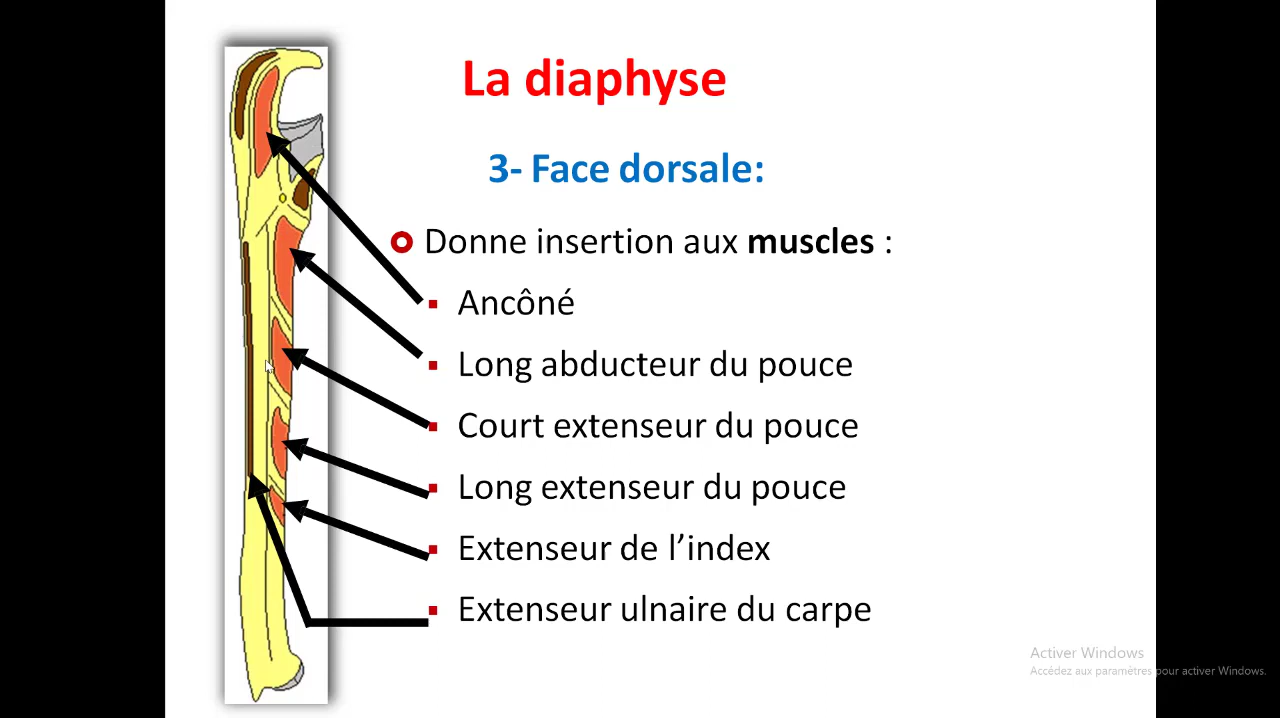 La diaphyse
3- Face dorsale:
Donne insertion aux muscles :
Ancôné
Long abducteur du pouce
Court extenseur du pouce
Long extenseur du pouce
Extenseur de l’index
Extenseur ulnaire du carpe
Activer Windows
Accédez aux paramètres pour activer Windows.